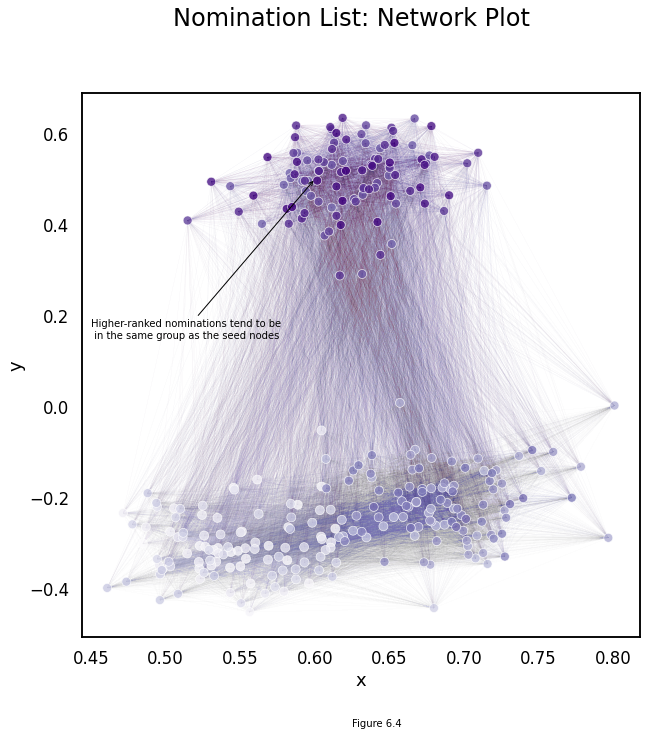 Nomination List: Network Plot
0.6
0.4
0.2
0.0
−0.2
−0.4
y
Higher-ranked nominations tend to be
in the same group as the seed nodes
0.45 0.50 0.55 0.60 0.65 0.70 0.75 0.80
x
Figure 6.4